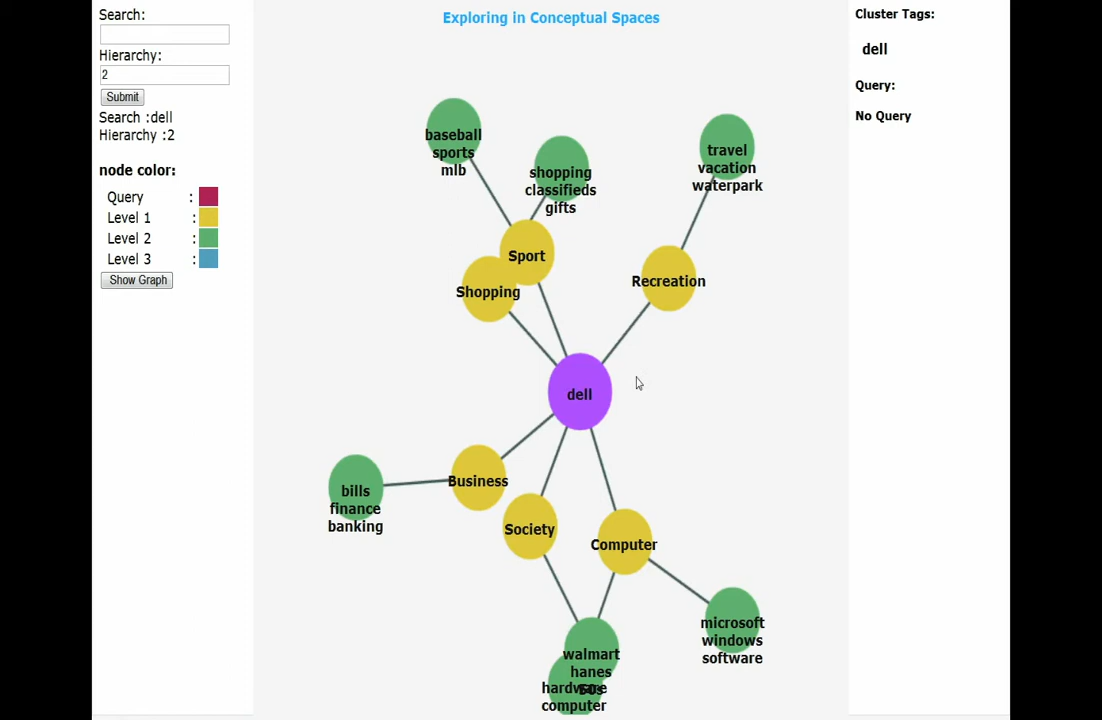 Exploring in Conceptual Spaces
Search:
Hierarchy:
2
Submit
Search :dell
Hierarchy :2
node color:
Query :
Level 1 :
Level 2 :
Level 3 :
Show Graph
baseball
sports
mlb
shopping
classifieds
gifts
travel
vacation
waterpark
Sport
Shopping
Recreation
dell
Business
bills
finance
banking
Society
Computer
microsoft
windows
software
walmart
hanes
hardware
computer
Cluster Tags:
dell
Query:
No Query